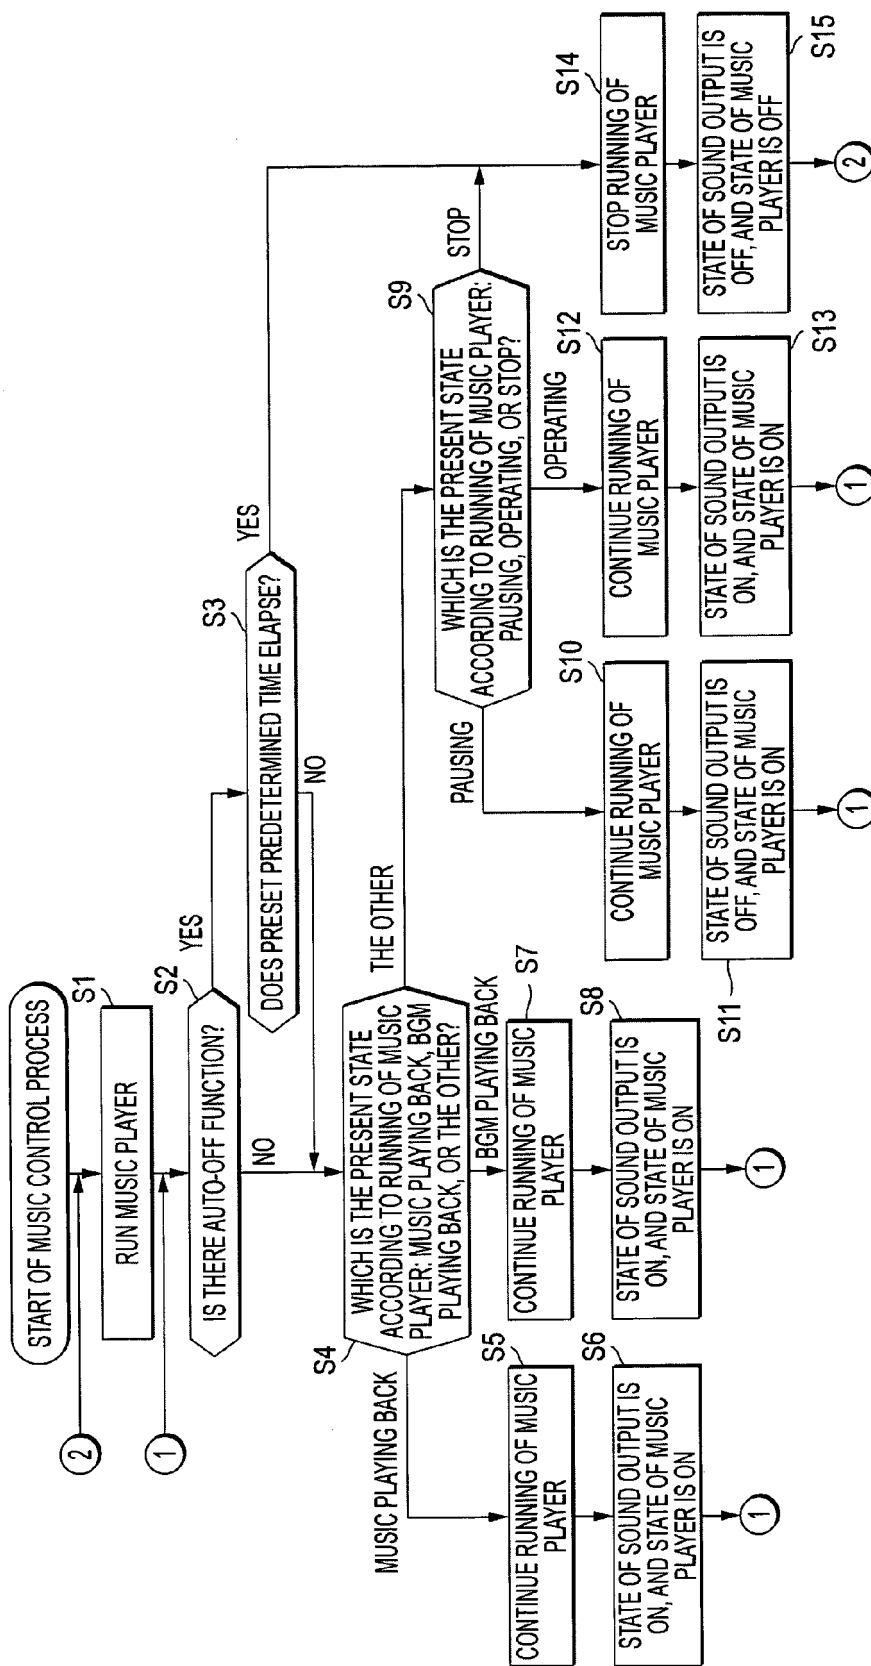 START OF MUSIC CONTROL PROCESS
2
S1
RUN MUSIC PLAYER
1
S2
IS THERE AUTO-OFF FUNCTION?
YES
NO
S3
DOES PRESET PREDETERMINED TIME ELAPSE?
YES
NO
S4
WHICH IS THE PRESENT STATE
ACCORDING TO RUNNING OF MUSIC
PLAYER: MUSIC PLAYING BACK, BGM
PLAYING BACK, OR THE OTHER?
MUSIC PLAYING BACK
BGM PLAYING BACK
THE OTHER
S5
CONTINUE RUNNING OF MUSIC
PLAYER
S6
STATE OF SOUND OUTPUT IS
ON, AND STATE OF MUSIC
PLAYER IS ON
1
S7
CONTINUE RUNNING OF MUSIC
PLAYER
S8
STATE OF SOUND OUTPUT IS
ON, AND STATE OF MUSIC
PLAYER IS ON
1
S9
WHICH IS THE PRESENT STATE
ACCORDING TO RUNNING OF MUSIC PLAYER:
PAUSING, OPERATING, OR STOP?
PAUSING
OPERATING
STOP
S10
CONTINUE RUNNING OF
MUSIC PLAYER
S11
STATE OF SOUND OUTPUT IS
OFF, AND STATE OF MUSIC
PLAYER IS ON
1
S12
CONTINUE RUNNING OF
MUSIC PLAYER
S13
STATE OF SOUND OUTPUT IS
ON, AND STATE OF MUSIC
PLAYER IS ON
1
S14
STOP RUNNING OF
MUSIC PLAYER
S15
STATE OF SOUND OUTPUT IS
OFF, AND STATE OF MUSIC
PLAYER IS OFF
2